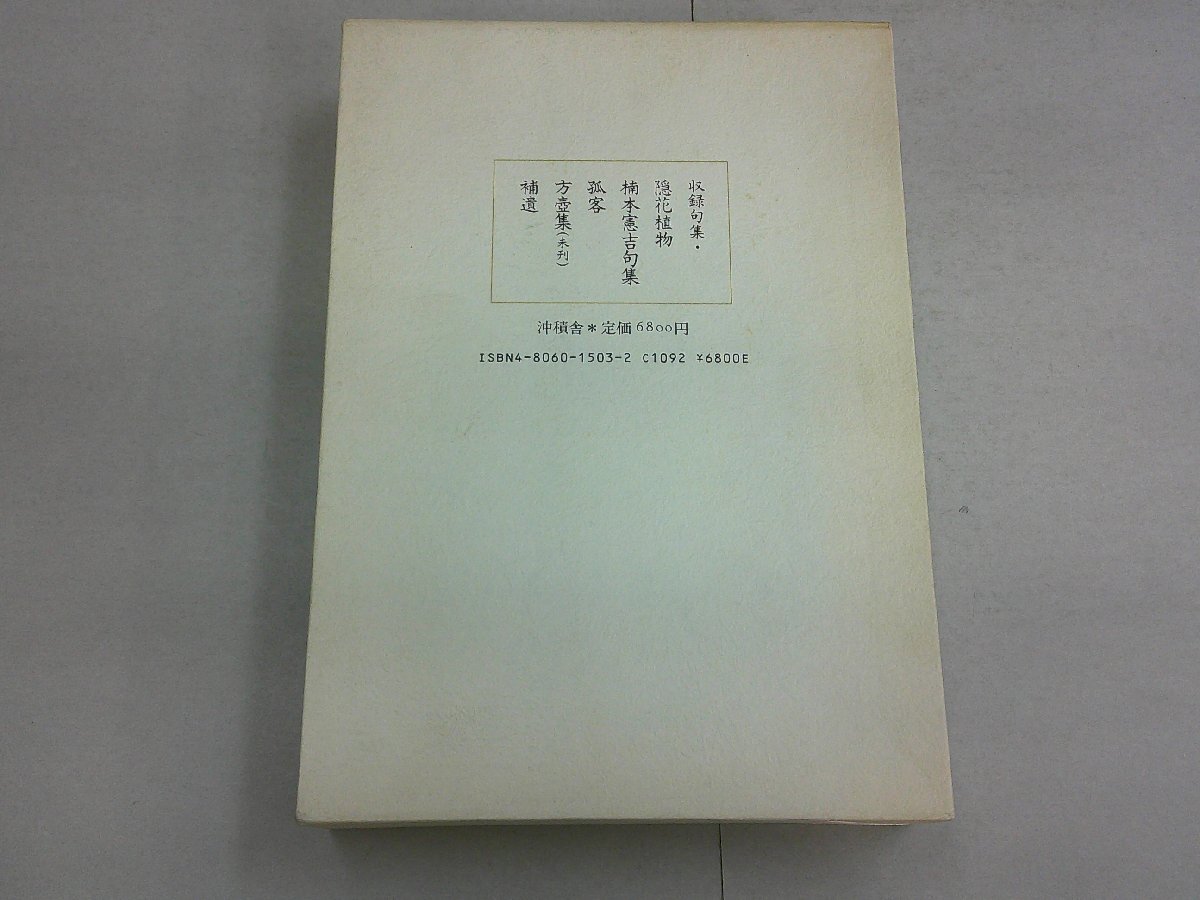 収録句集・
隠花植物
楠本憲吉句集
孤客
方壺集(未刊)
補遺
沖積舎*定価6800円
ISBN4-8060-1503-2 C1092 ¥6800E